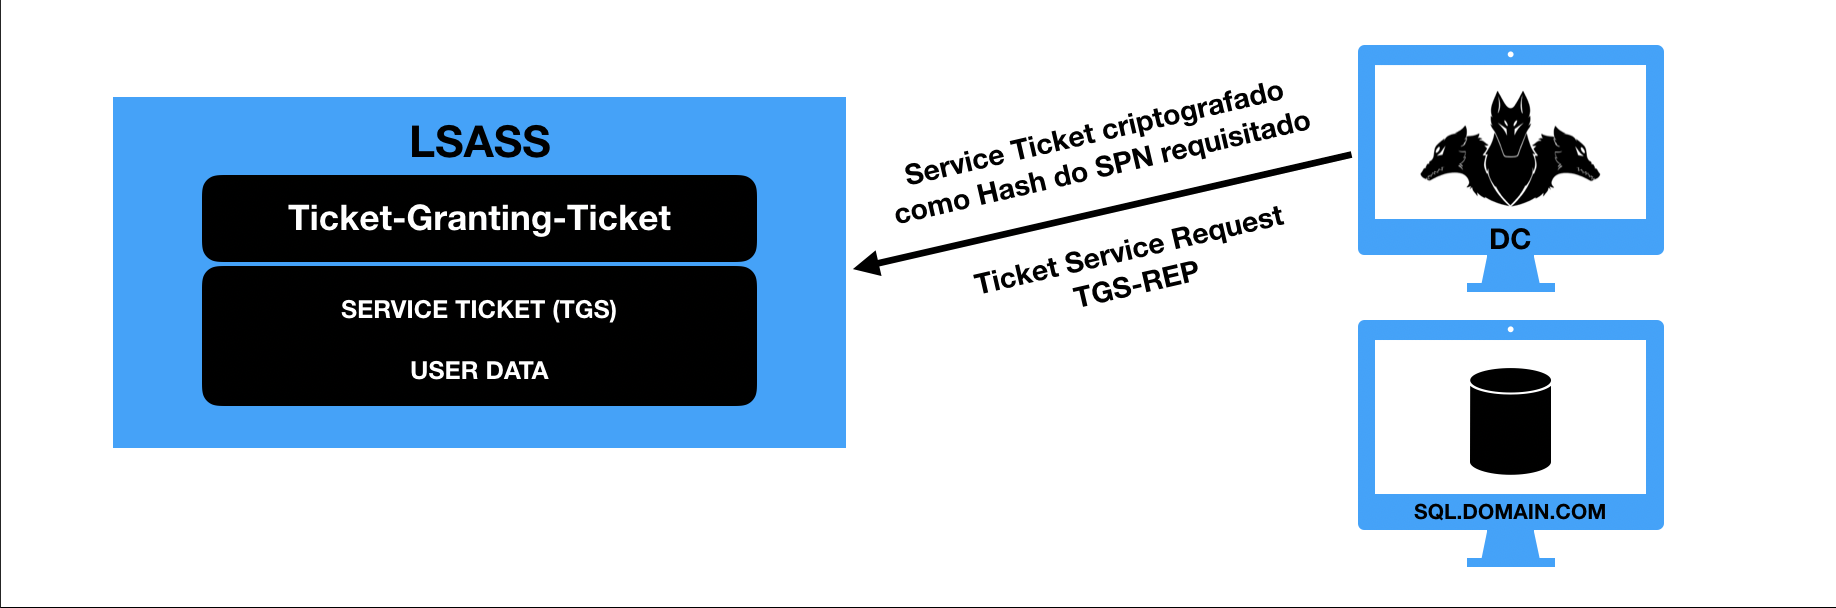 LSASS
Ticket-Granting-Ticket
SERVICE TICKET (TGS)
USER DATA
Service Ticket criptografado
como Hash do SPN requisitado
Ticket Service Request
TGS-REP
DC
SQL.DOMAIN.COM